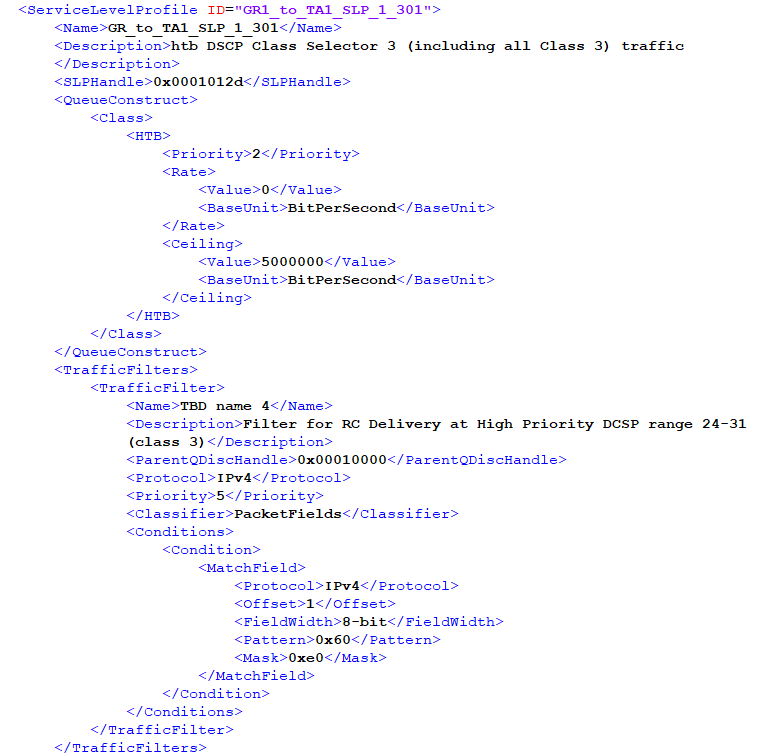 <ServiceLevelProfile ID="GR1_to_TA1_SLP_1_301">
<Name>GR_to_TA1_SLP_1_301</Name>
<Description>htb DSCP Class Selector 3 (including all Class 3) traffic
</Description>
<SLPHandle>0x0001012d</SLPHandle>
<QueueConstruct>
<Class>
<HTB>
<Priority>2</Priority>
<Rate>
<Value>0</Value>
<BaseUnit>BitPerSecond</BaseUnit>
</Rate>
<Ceiling>
<Value>5000000</Value>
<BaseUnit>BitPerSecond</BaseUnit>
</Ceiling>
</HTB>
</Class>
</QueueConstruct>
<TrafficFilters>
<TrafficFilter>
<Name>TBD name 4</Name>
<Description>Filter for RC Delivery at High Priority DCSP range 24-31
(class 3)</Description>
<ParentQDiscHandle>0x00010000</ParentQDiscHandle>
<Protocol>IPv4</Protocol>
<Priority>5</Priority>
<Classifier>PacketFields</Classifier>
<Conditions>
<Condition>
<MatchField>
<Protocol>IPv4</Protocol>
<Offset>1</Offset>
<FieldWidth>8-bit</FieldWidth>
<Pattern>0x60</Pattern>
<Mask>0xe0</Mask>
</MatchField>
</Condition>
</Conditions>
</TrafficFilter>
</TrafficFilters>